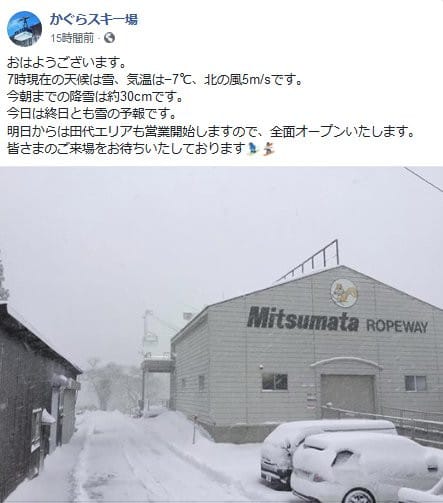 かぐらスキー場
15時間前 ·
おはようございます。
7時現在の天候は雪、気温は−7℃、北の風5m/sです。
今朝までの降雪は約30cmです。
今日は終日とも雪の予報です。
明日からは田代エリアも営業開始しますので、全面オープンいたします。
皆さまのご来場をお待ちいたしております🏂⛷
Mitsumata ROPEWAY